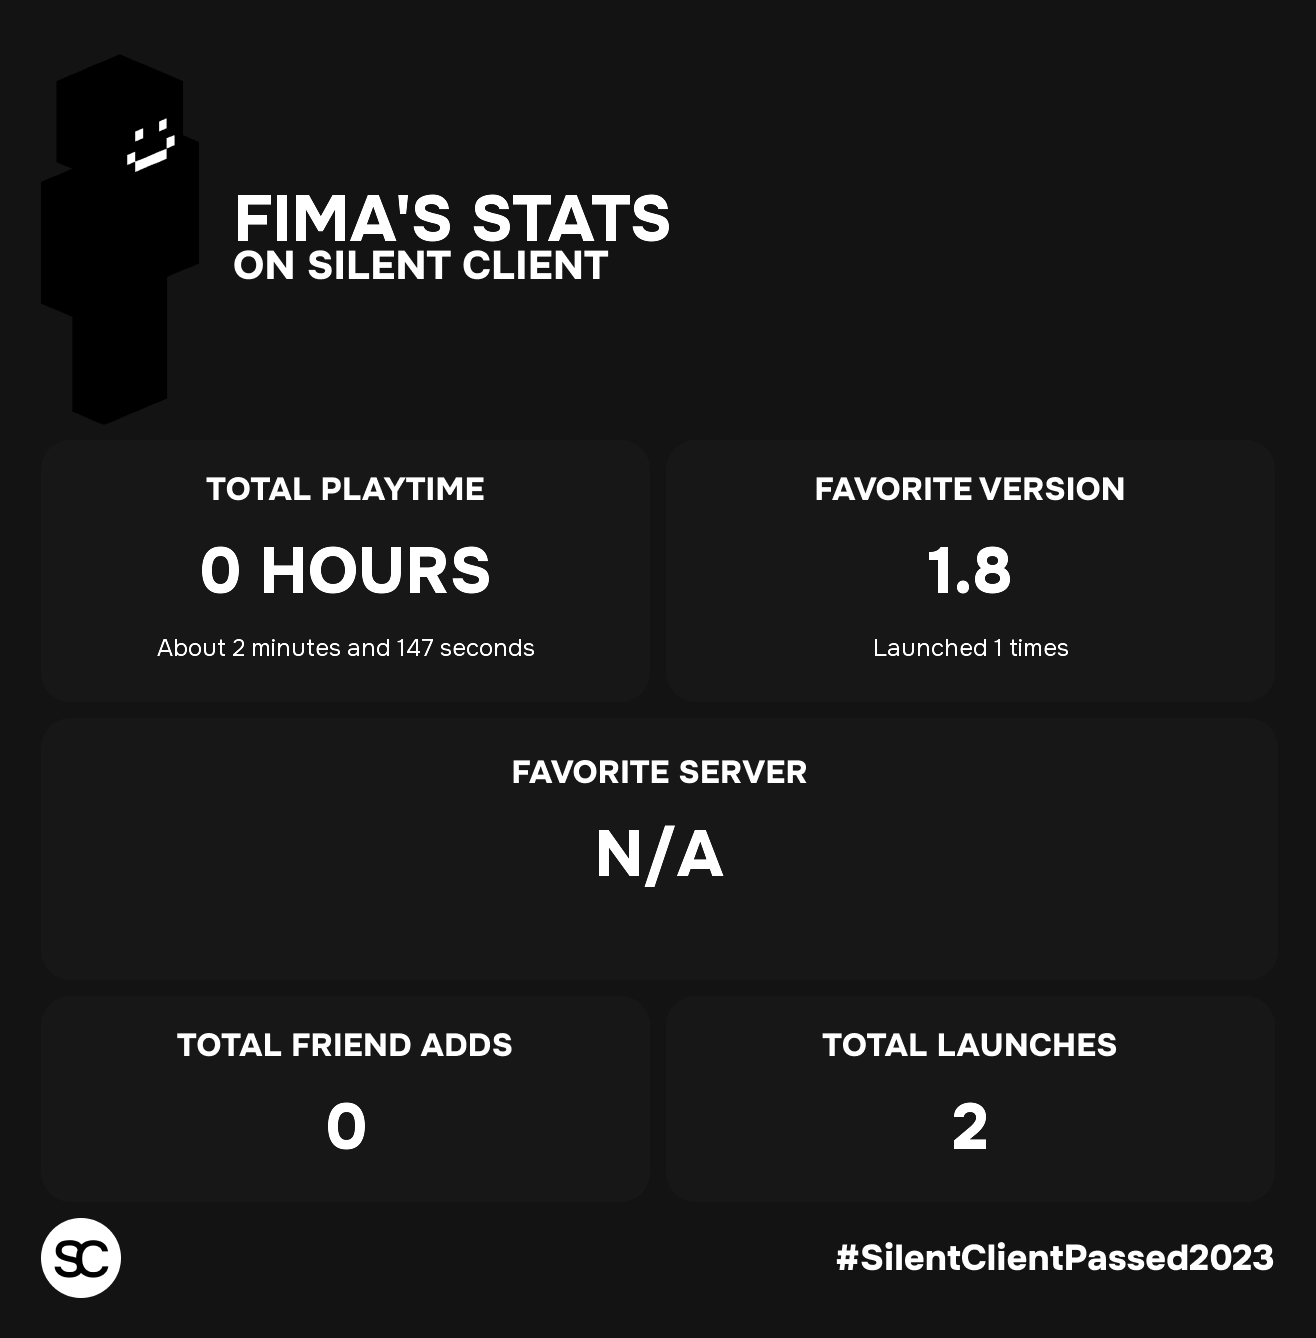 FIMA'S STATS
ON SILENT CLIENT
TOTAL PLAYTIME
0 HOURS
About 2 minutes and 147 seconds
FAVORITE VERSION
1.8
Launched 1 times
FAVORITE SERVER
N/A
TOTAL FRIEND ADDS
0
TOTAL LAUNCHES
2
SC
#SilentClientPassed2023